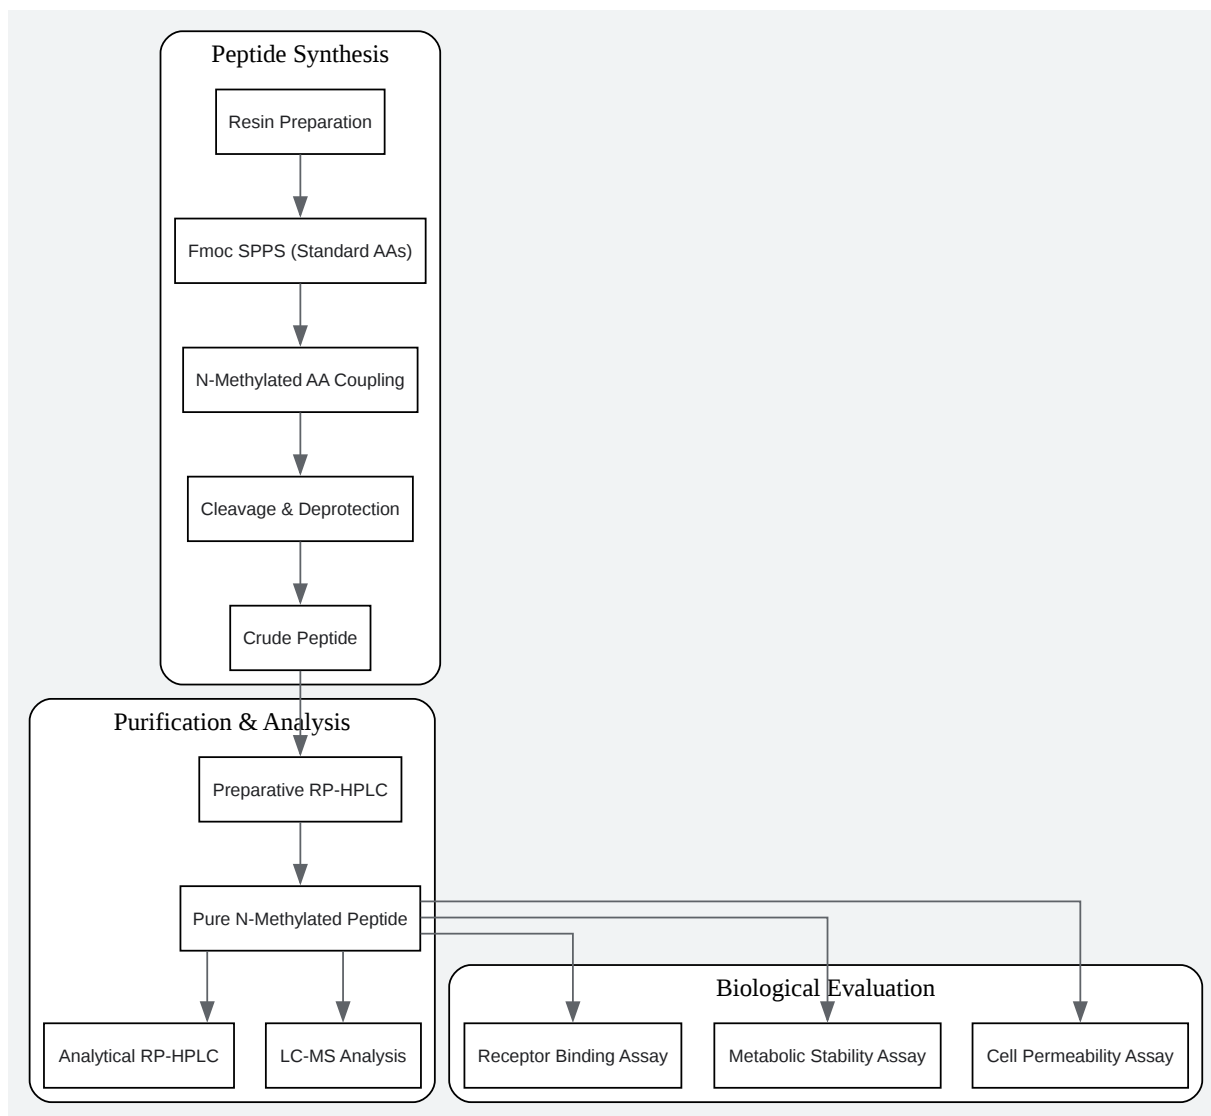 Peptide Synthesis
Resin Preparation
Fmoc SPPS (Standard AAs)
N-Methylated AA Coupling
Cleavage & Deprotection
Crude Peptide
Purification & Analysis
Preparative RP-HPLC
Pure N-Methylated Peptide
Analytical RP-HPLC
LC-MS Analysis
Biological Evaluation
Receptor Binding Assay
Metabolic Stability Assay
Cell Permeability Assay